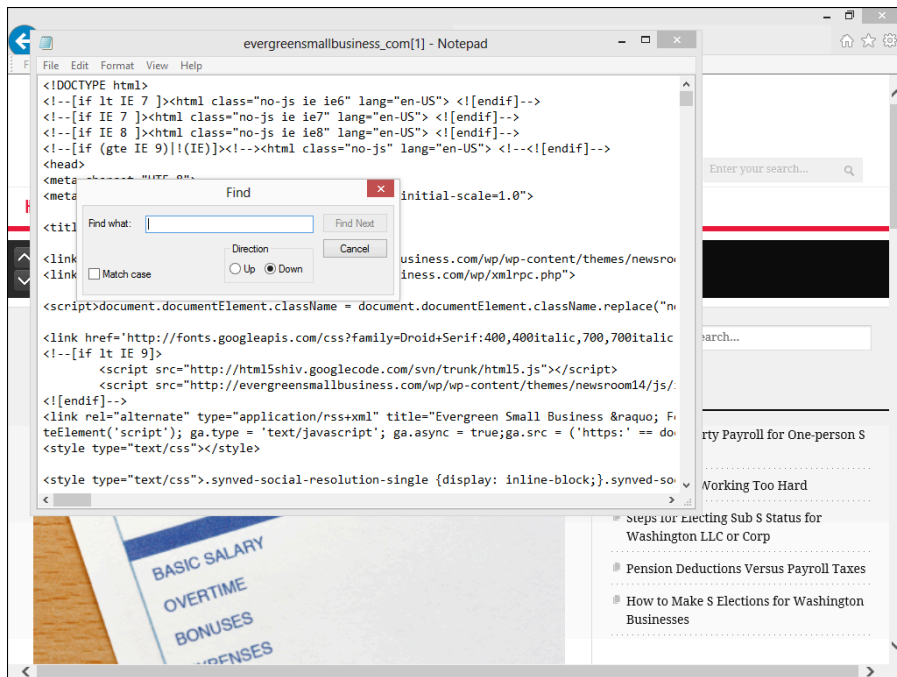 evergreensmallbusiness_com[1] - Notepad
File Edit Format View Help
<!DOCTYPE html>
<!--[if lt IE 7 ]><html class="no-js ie ie6" lang="en-US"> <![endif]-->
<!--[if IE 7 ]><html class="no-js ie ie7" lang="en-US"> <![endif]-->
<!--[if IE 8 ]><html class="no-js ie ie8" lang="en-US"> <![endif]-->
<!--[if (gte IE 9)|!(IE)]><!--><html class="no-js" lang="en-US"> <!--<![endif]-->
<head>
<meta
<meta initial-scale=1.0">
<titl
<link usiness.com/wp/wp-content/themes/newsroo
<link iness.com/wp/xmlrpc.php">
<script>document.documentElement.className = document.documentElement.className.replace("n
<link href='http://fonts.googleapis.com/css?family=Droid+Serif:400,400italic,700,700italic
<!--[if lt IE 9]>
<script src="http://html5shiv.googlecode.com/svn/trunk/html5.js"></script>
<script src="http://evergreensmallbusiness.com/wp/wp-content/themes/newsroom14/js/
<![endif]-->
<link rel="alternate" type="application/rss+xml" title="Evergreen Small Business &raquo; F
teElement('script'); ga.type = 'text/javascript'; ga.async = true;ga.src = ('https:' == do
<style type="text/css"></style>
<style type="text/css">.synved-social-resolution-single {display: inline-block;}.synved-so
Find
Find what:
Find Next
Cancel
Direction
Up Down
Match case
Enter your search...
earch...
rty Payroll for One-person S
Working Too Hard
Steps for Electing Sub S Status for
Washington LLC or Corp
Pension Deductions Versus Payroll Taxes
How to Make S Elections for Washington
Businesses
BASIC SALARY
OVERTIME
BONUSES
EXPENSES